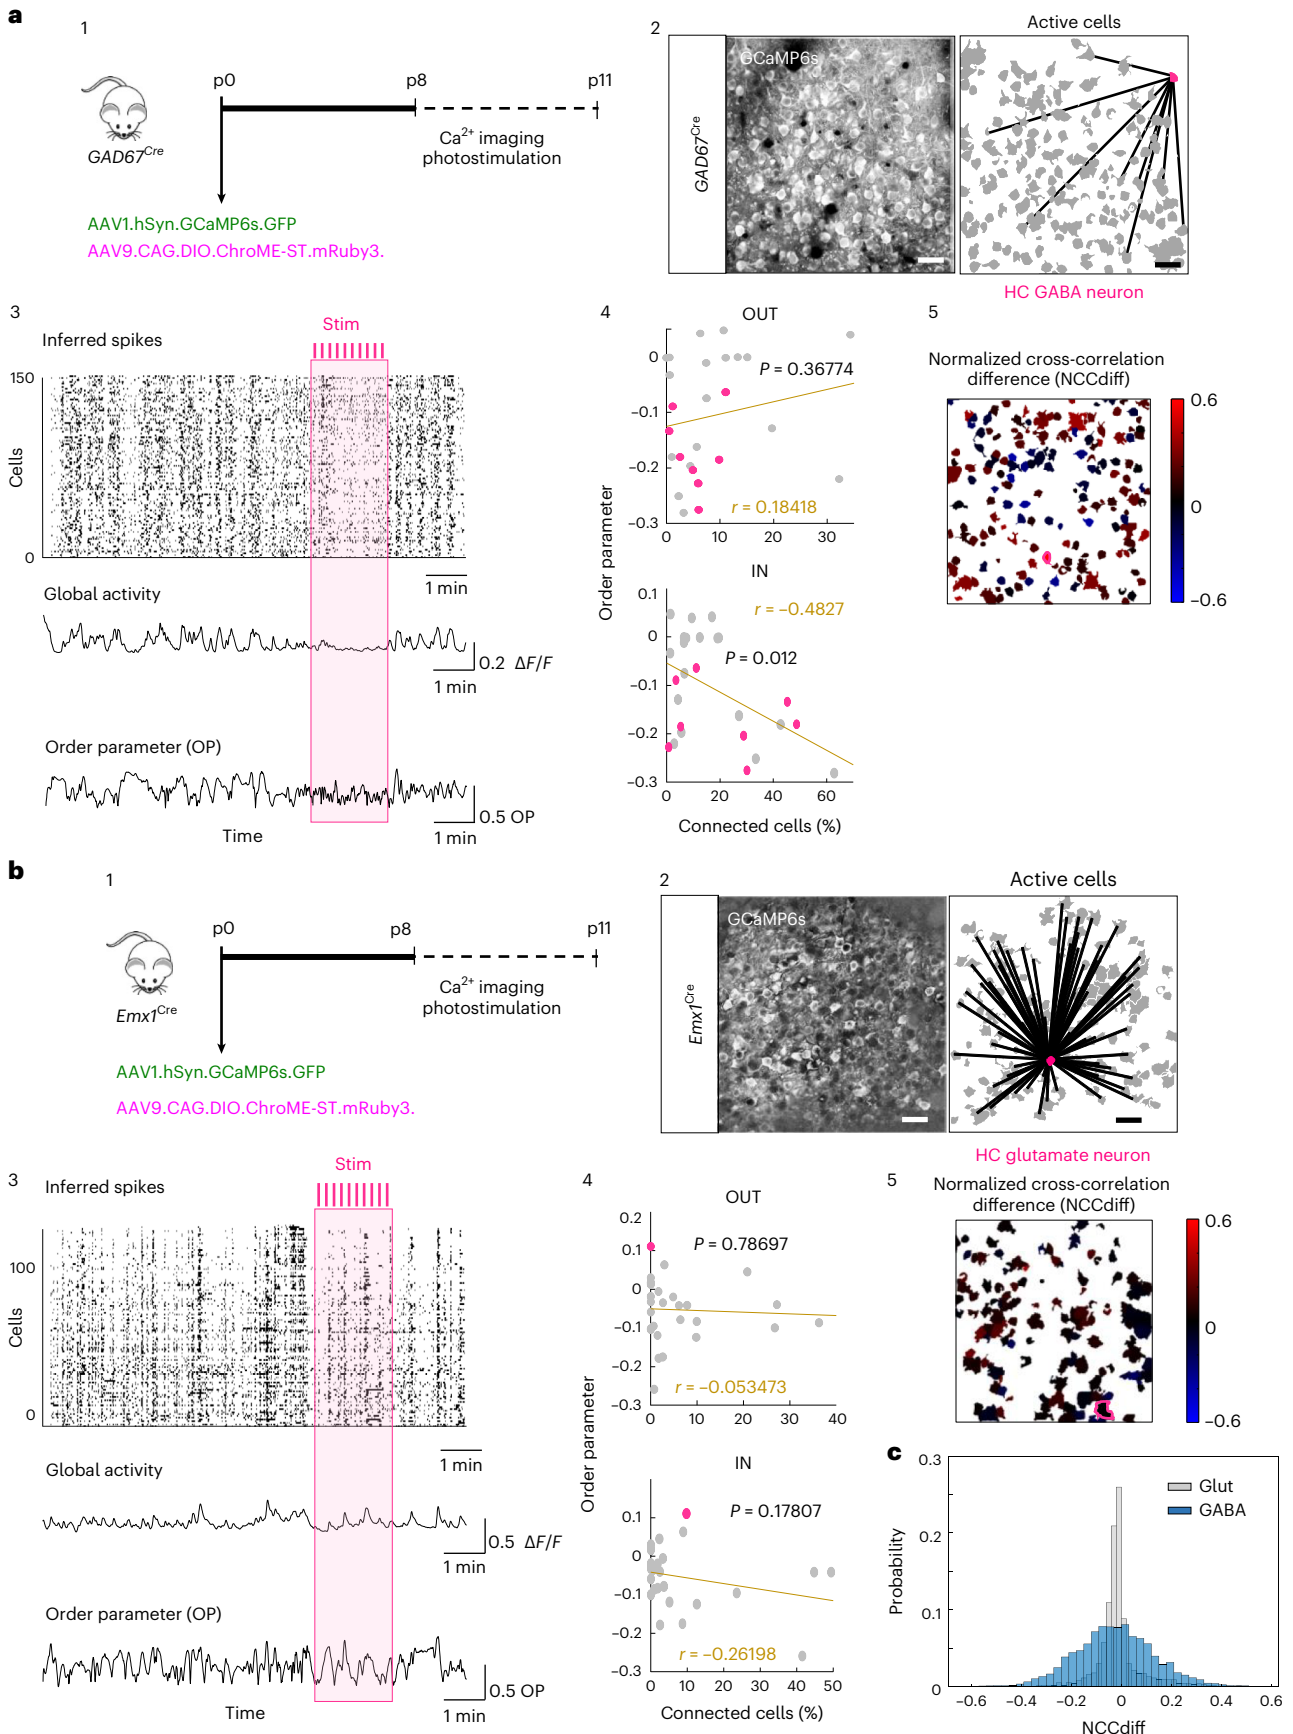 a
1
p0
p8
p11
GAD67Cre
Ca2+ imaging
photostimulation
AAV1.hSyn.GCaMP6s.GFP
AAV9.CAG.DIO.ChroME-ST.mRuby3.
2
GAD67Cre
GCaMP6s
Active cells
HC GABA neuron
3
Inferred spikes
Stim
150
Cells
0
1 min
Global activity
0.2 ΔF/F
1 min
Order parameter (OP)
0.5 OP
1 min
Time
4
OUT
0
–0.1
–0.2
–0.3
P = 0.36774
r = 0.18418
0
10
20
30
Order parameter
IN
0.1
0
–0.1
–0.2
–0.3
r = –0.4827
P = 0.012
0
20
40
60
Connected cells (%)
5
Normalized cross-correlation
difference (NCCdiff)
0.6
0
–0.6
b
1
p0
p8
p11
Emx1Cre
Ca2+ imaging
photostimulation
AAV1.hSyn.GCaMP6s.GFP
AAV9.CAG.DIO.ChroME-ST.mRuby3.
2
Emx1Cre
GCaMP6s
Active cells
HC glutamate neuron
3
Inferred spikes
Stim
100
Cells
0
1 min
Global activity
0.5 ΔF/F
1 min
Order parameter (OP)
0.5 OP
1 min
Time
4
OUT
0.2
0.1
0
–0.1
–0.2
–0.3
P = 0.78697
r = –0.053473
0
10
20
30
40
Order parameter
IN
0.1
0
–0.1
–0.2
–0.3
P = 0.17807
r = –0.26198
0
10
20
30
40
50
Connected cells (%)
5
Normalized cross-correlation
difference (NCCdiff)
0.6
0
–0.6
c
0.3
0.2
0.1
0
Probability
Glut
GABA
–0.6
–0.4
–0.2
0
0.2
0.4
0.6
NCCdiff